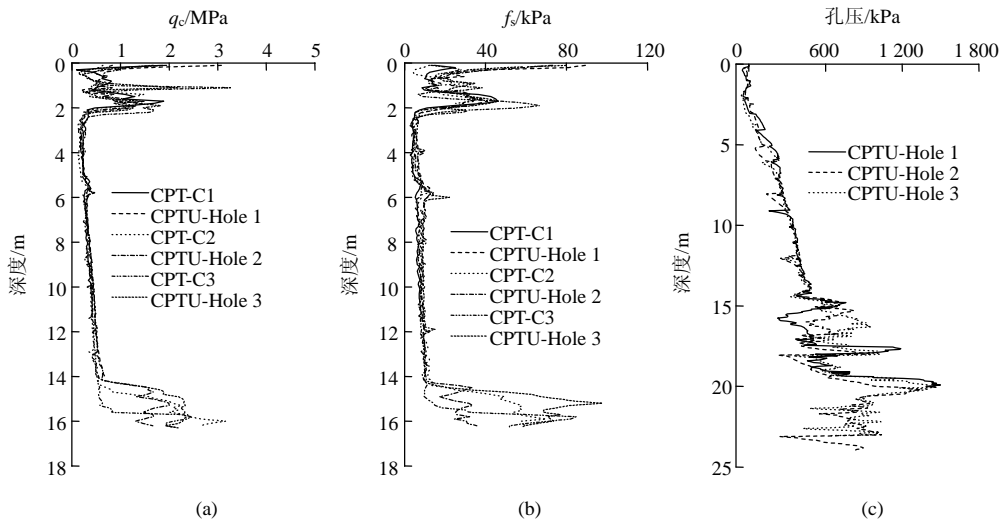 q_c/MPa
0 1 2 3 4 5
0
2
4
6
8
10
12
14
16
18
深度/m
CPT-C1
CPTU-Hole 1
CPT-C2
CPTU-Hole 2
CPT-C3
CPTU-Hole 3
(a)
f_s/kPa
0 40 80 120
0
2
4
6
8
10
12
14
16
18
深度/m
CPT-C1
CPTU-Hole 1
CPT-C2
CPTU-Hole 2
CPT-C3
CPTU-Hole 3
(b)
孔压/kPa
0 600 1 200 1 800
0
5
10
15
20
25
深度/m
CPTU-Hole 1
CPTU-Hole 2
CPTU-Hole 3
(c)